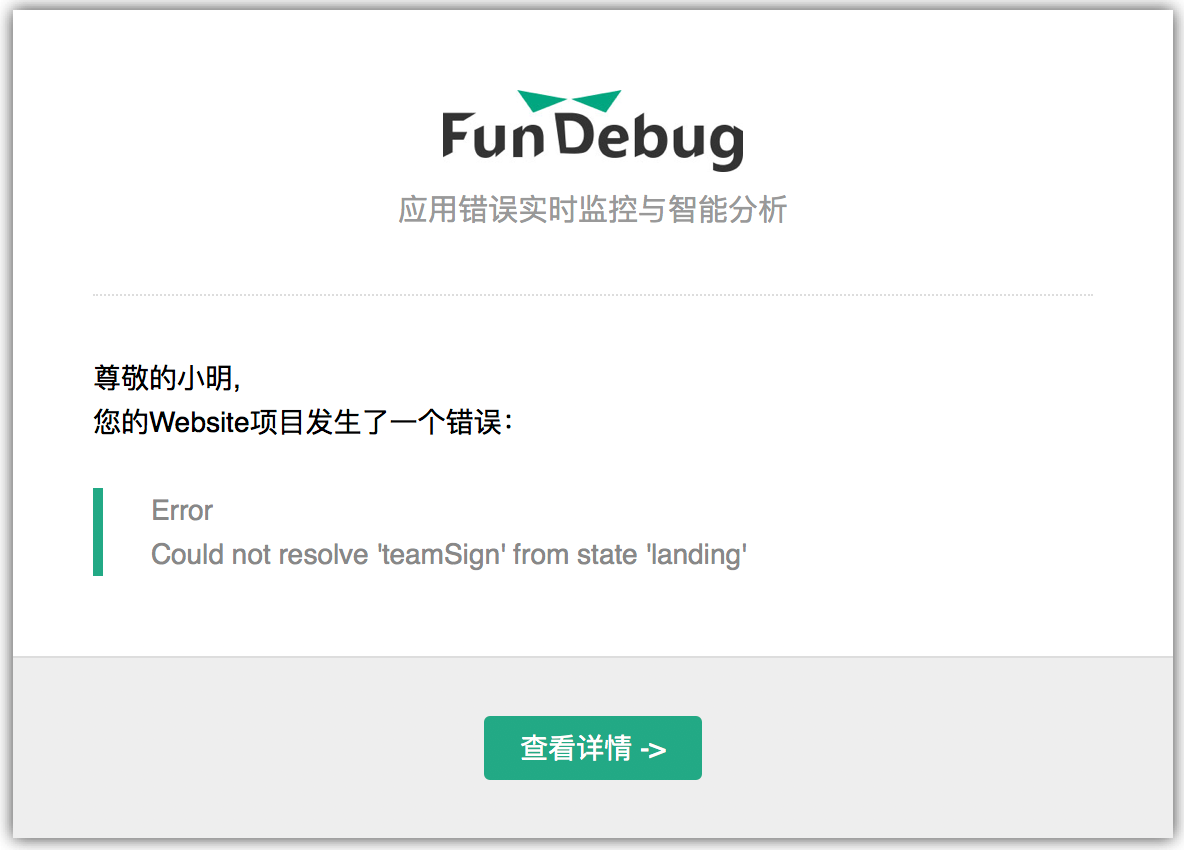 FunDebug
应用错误实时监控与智能分析
尊敬的小明,
您的Website项目发生了一个错误：
Error
Could not resolve 'teamSign' from state 'landing'
查看详情 ->